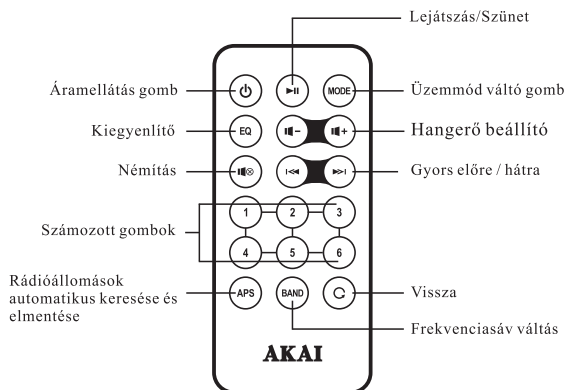 Lejátszás/Szünet
Áramellátás gomb
MODE
Üzemmód váltó gomb
Kiegyenlítő
EQ
Hangerő beállító
Némítás
Gyors előre / hátra
1 2 3
Számozott gombok
4 5 6
Rádióállomások
automatikus keresése és
elmentése
APS
BAND
Vissza
Frekvenciasáv váltás
AKAI